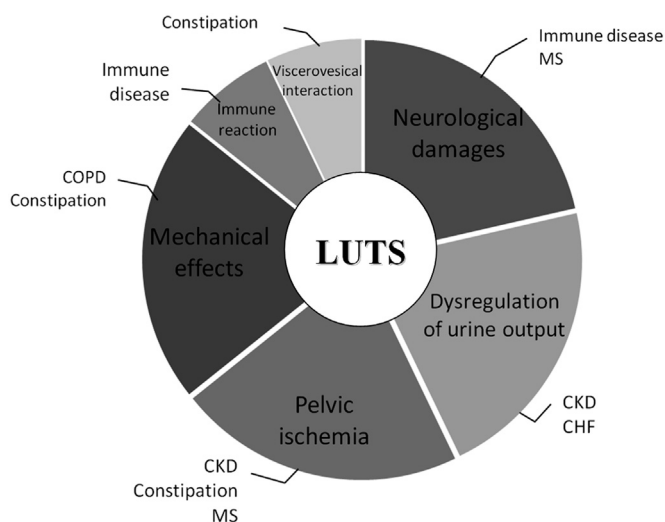 Constipation
Viscerovesical
interaction
Immune disease
MS
Neurological
damages
Immune
disease
Immune
reaction
COPD
Constipation
Mechanical
effects
LUTS
Dysregulation
of urine output
CKD
CHF
Pelvic
ischemia
CKD
Constipation
MS